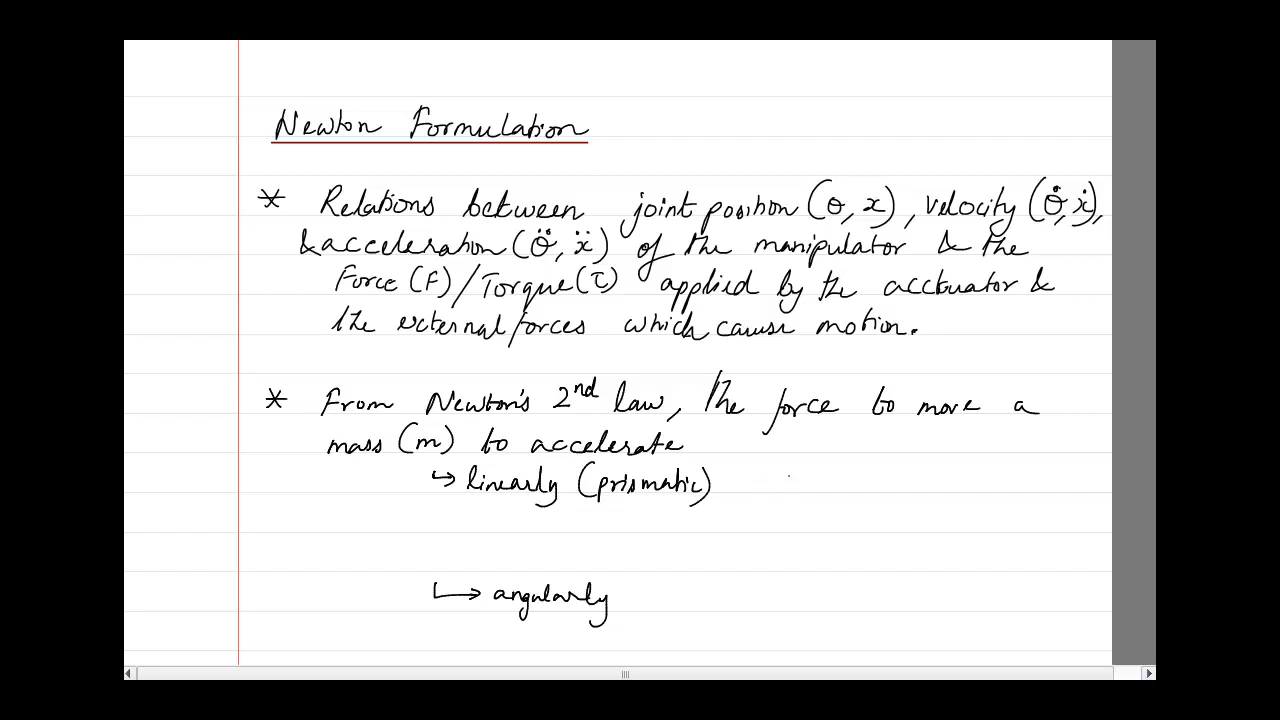 Newton Formulation
* Relations between joint position (θ, x), velocity (θ̇, ẋ),
& acceleration (θ̈, ẍ) of the manipulator & the
Force (F) / Torque (τ) applied by the acctuator &
the external forces which cause motion.
* From Newton's 2nd law, the force to move a
mass (m) to accelerate
↳ linearly (prismatic)
↳ angularly